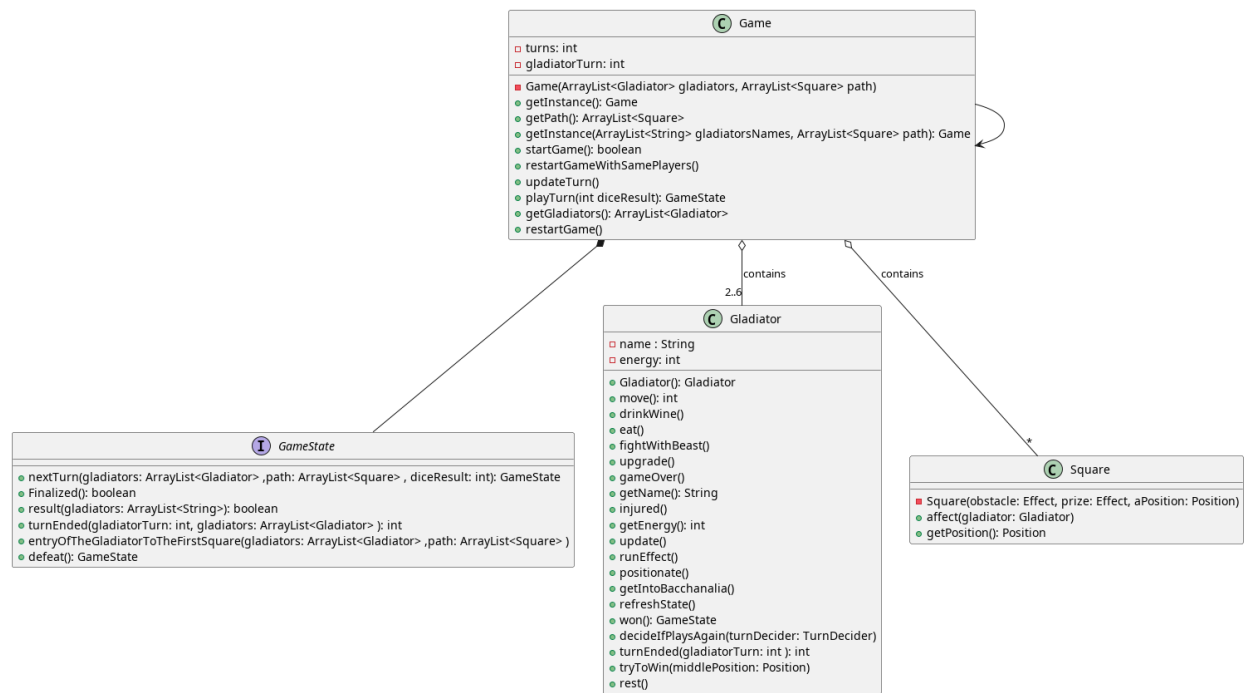 C Game
turns: int
gladiatorTurn: int
Game(ArrayList<Gladiator> gladiators, ArrayList<Square> path)
getInstance(): Game
getPath(): ArrayList<Square>
getInstance(ArrayList<String> gladiatorsNames, ArrayList<Square> path): Game
startGame(): boolean
restartGameWithSamePlayers()
updateTurn()
playTurn(int diceResult): GameState
getGladiators(): ArrayList<Gladiator>
restartGame()
contains
contains
2..6
*
I GameState
nextTurn(gladiators: ArrayList<Gladiator> ,path: ArrayList<Square> , diceResult: int): GameState
Finalized(): boolean
result(gladiators: ArrayList<String>): boolean
turnEnded(gladiatorTurn: int, gladiators: ArrayList<Gladiator> ): int
entryOfTheGladiatorToTheFirstSquare(gladiators: ArrayList<Gladiator> ,path: ArrayList<Square> )
defeat(): GameState
C Gladiator
name : String
energy: int
Gladiator(): Gladiator
move(): int
drinkWine()
eat()
fightWithBeast()
upgrade()
gameOver()
getName(): String
injured()
getEnergy(): int
update()
runEffect()
positionate()
getIntoBacchanalia()
refreshState()
won(): GameState
decideIfPlaysAgain(turnDecider: TurnDecider)
turnEnded(gladiatorTurn: int ): int
tryToWin(middlePosition: Position)
rest()
C Square
Square(obstacle: Effect, prize: Effect, aPosition: Position)
affect(gladiator: Gladiator)
getPosition(): Position